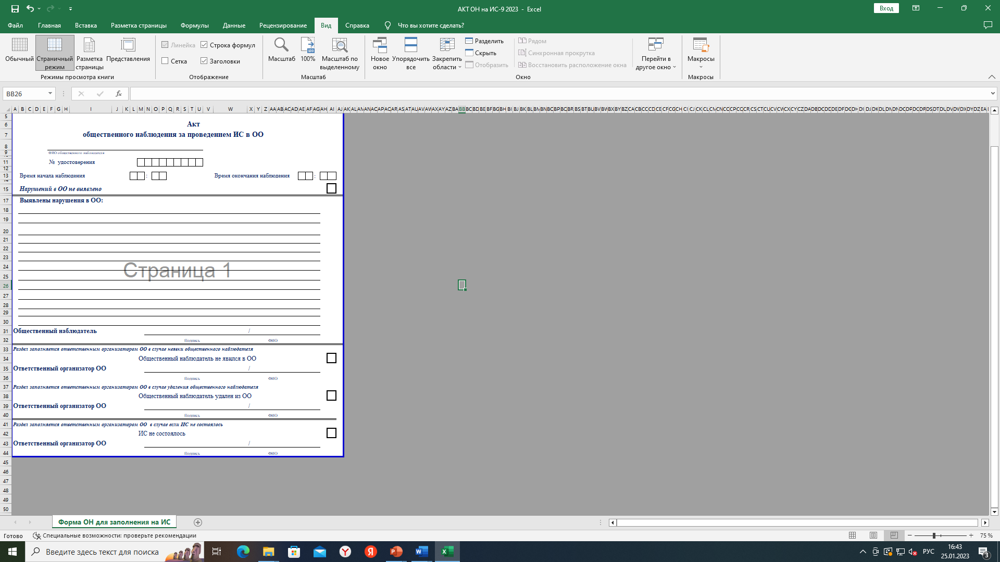 АКТ ОН на ИС-9 2023 - Excel
Вход
Файл Главная Вставка Разметка страницы Формулы Данные Рецензирование Вид Справка Что вы хотите сделать?
Обычный
Страничный режим
Разметка страницы
Представления
Режимы просмотра книги
Линейка
Строка формул
Сетка
Заголовки
Отображение
Масштаб
100%
Масштаб по выделенному
Масштаб
Новое окно
Упорядочить все
Закрепить области
Разделить
Скрыть
Отобразить
Рядом
Синхронная прокрутка
Восстановить расположение окна
Перейти в другое окно
Окно
Макросы
Макросы
BB26
fx
Акт
общественного наблюдения за проведением ИС в ОО
ФИО общественного наблюдателя
№ удостоверения
Время начала наблюдения : Время окончания наблюдения :
Нарушений в ОО не выявлено
Выявлены нарушения в ОО:
Страница 1
Общественный наблюдатель /
Подпись ФИО
Раздел заполняется ответственным организатором ОО в случае неявки общественного наблюдателя
Общественный наблюдатель не явился в ОО
Ответственный организатор ОО /
Подпись ФИО
Раздел заполняется ответственным организатором ОО в случае удаления общественного наблюдателя
Общественный наблюдатель удален из ОО
Ответственный организатор ОО /
Подпись ФИО
Раздел заполняется ответственным организатором ОО в случае если ИС не состоялось
ИС не состоялось
Ответственный организатор ОО /
Подпись ФИО
Форма ОН для заполнения на ИС
Готово Специальные возможности: проверьте рекомендации
75 %
Введите здесь текст для поиска
РУС
16:43
25.01.2023
3